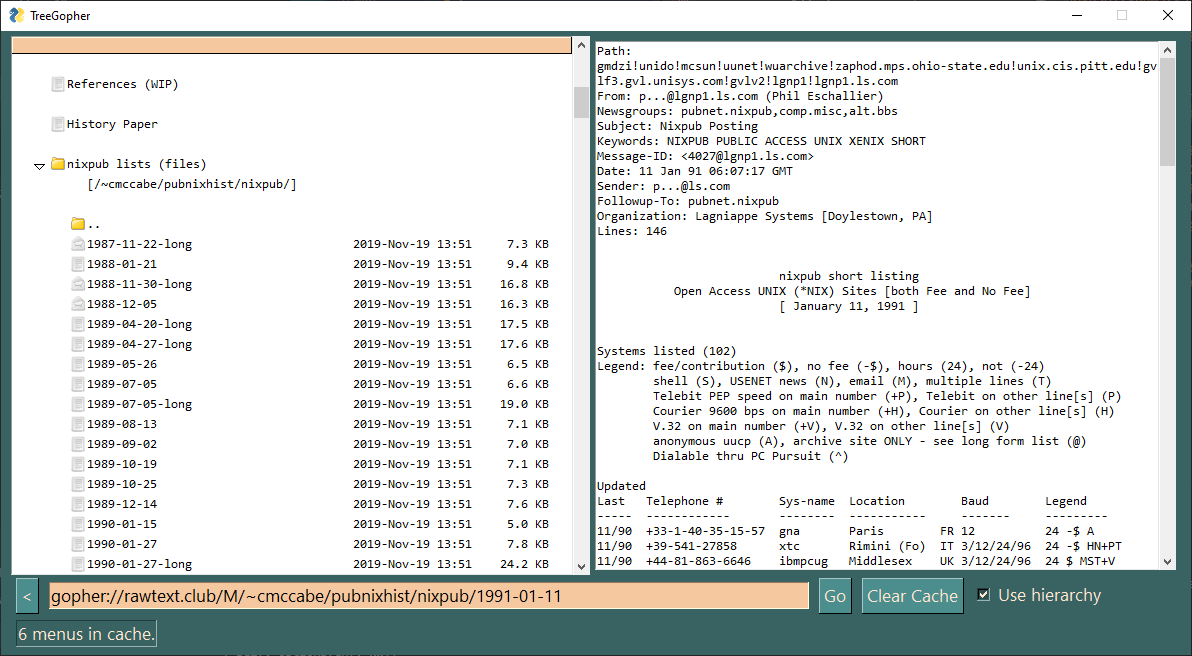 TreeGopher
References (WIP)
History Paper
nixpub lists (files)
[/~cmccabe/pubnixhist/nixpub/]
..
1987-11-22-long 2019-Nov-19 13:51 7.3 KB
1988-01-21 2019-Nov-19 13:51 9.4 KB
1988-11-30-long 2019-Nov-19 13:51 16.8 KB
1988-12-05 2019-Nov-19 13:51 16.3 KB
1989-04-20-long 2019-Nov-19 13:51 17.5 KB
1989-04-27-long 2019-Nov-19 13:51 17.6 KB
1989-05-26 2019-Nov-19 13:51 6.5 KB
1989-07-05 2019-Nov-19 13:51 6.6 KB
1989-07-05-long 2019-Nov-19 13:51 19.0 KB
1989-08-13 2019-Nov-19 13:51 7.1 KB
1989-09-02 2019-Nov-19 13:51 7.0 KB
1989-10-19 2019-Nov-19 13:51 7.1 KB
1989-10-25 2019-Nov-19 13:51 7.3 KB
1989-12-14 2019-Nov-19 13:51 7.6 KB
1990-01-15 2019-Nov-19 13:51 5.0 KB
1990-01-27 2019-Nov-19 13:51 7.8 KB
1990-01-27-long 2019-Nov-19 13:51 24.2 KB
Path:
gmdzi!unido!mcsun!uunet!wuarchive!zaphod.mps.ohio-state.edu!unix.cis.pitt.edu!gv
lf3.gvl.unisys.com!gvlv2!lgnp1!lgnp1.ls.com
From: p...@lgnp1.ls.com (Phil Eschallier)
Newsgroups: pubnet.nixpub,comp.misc,alt.bbs
Subject: Nixpub Posting
Keywords: NIXPUB PUBLIC ACCESS UNIX XENIX SHORT
Message-ID: <4027@lgnp1.ls.com>
Date: 11 Jan 91 06:07:17 GMT
Sender: p...@ls.com
Followup-To: pubnet.nixpub
Organization: Lagniappe Systems [Doylestown, PA]
Lines: 146
nixpub short listing
Open Access UNIX (*NIX) Sites [both Fee and No Fee]
[ January 11, 1991 ]
Systems listed (102)
Legend: fee/contribution ($), no fee (-$), hours (24), not (-24)
shell (S), USENET news (N), email (M), multiple lines (T)
Telebit PEP speed on main number (+P), Telebit on other line[s] (P)
Courier 9600 bps on main number (+H), Courier on other line[s] (H)
V.32 on main number (+V), V.32 on other line[s] (V)
anonymous uucp (A), archive site ONLY - see long form list (@)
Dialable thru PC Pursuit (^)
Updated
Last Telephone # Sys-name Location Baud Legend
----- ------------ -------- ----------- ------- ---------
11/90 +33-1-40-35-15-57 gna Paris FR 12 24 -$ A
11/90 +39-541-27858 xtc Rimini (Fo) IT 3/12/24/96 24 -$ HN+PT
11/90 +44-81-863-6646 ibmpcug Middlesex UK 3/12/24/96 24 $ MST+V
< gopher://rawtext.club/M/~cmccabe/pubnixhist/nixpub/1991-01-11 Go Clear Cache Use hierarchy
6 menus in cache.